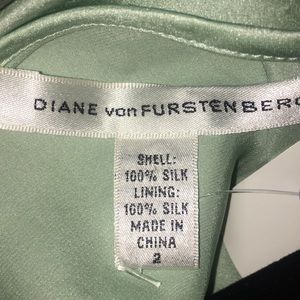 DIANE von FURSTENBERG
SHELL:
100% SILK
LINING:
100% SILK
MADE IN
CHINA
2